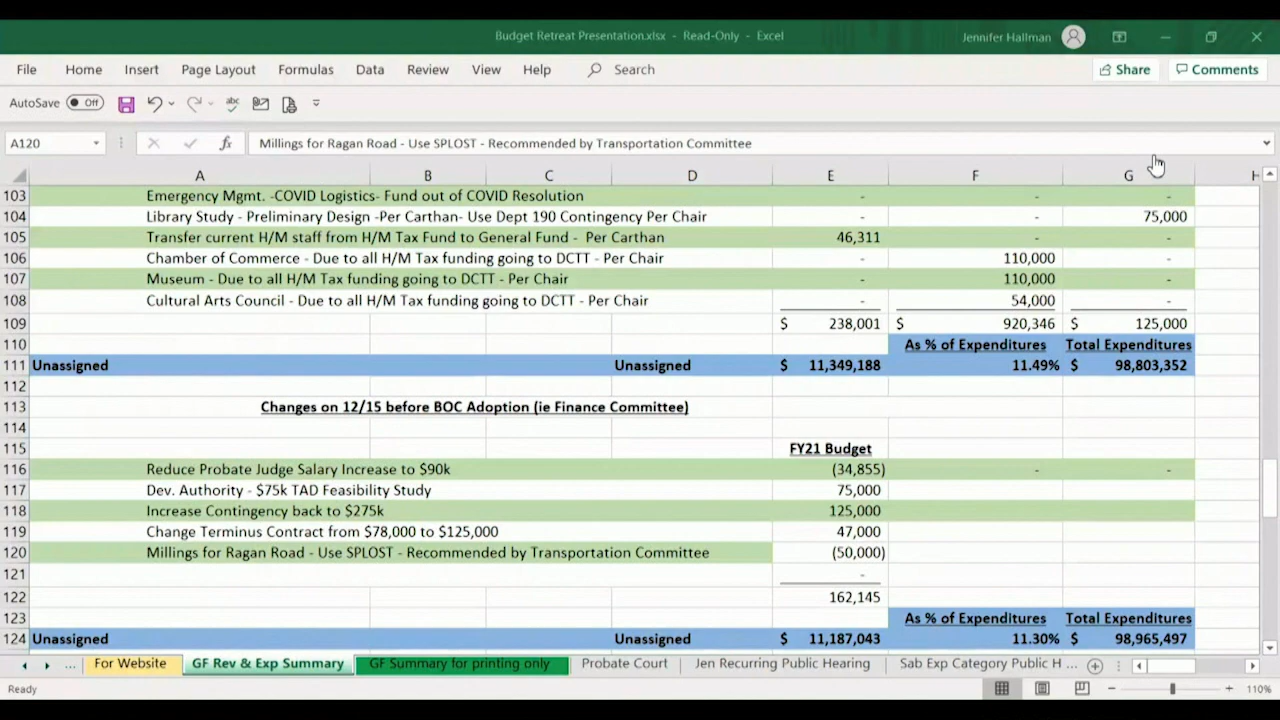 Budget Retreat Presentation.xlsx - Read-Only - Excel
Jennifer Hallman
File Home Insert Page Layout Formulas Data Review View Help Search Share Comments
AutoSave Off
A120 fx Millings for Ragan Road - Use SPLOST - Recommended by Transportation Committee
A B C D E F G H
103 Emergency Mgmt. -COVID Logistics- Fund out of COVID Resolution - - -
104 Library Study - Preliminary Design -Per Carthan- Use Dept 190 Contingency Per Chair - - 75,000
105 Transfer current H/M staff from H/M Tax Fund to General Fund - Per Carthan 46,311 - -
106 Chamber of Commerce - Due to all H/M Tax funding going to DCTT - Per Chair - 110,000 -
107 Museum - Due to all H/M Tax funding going to DCTT - Per Chair - 110,000 -
108 Cultural Arts Council - Due to all H/M Tax funding going to DCTT - Per Chair - 54,000 -
109 $ 238,001 $ 920,346 $ 125,000
110 As % of Expenditures Total Expenditures
111 Unassigned Unassigned $ 11,349,188 11.49% $ 98,803,352
112
113 Changes on 12/15 before BOC Adoption (ie Finance Committee)
114
115 FY21 Budget
116 Reduce Probate Judge Salary Increase to $90k (34,855) - -
117 Dev. Authority - $75k TAD Feasibility Study 75,000
118 Increase Contingency back to $275k 125,000
119 Change Terminus Contract from $78,000 to $125,000 47,000
120 Millings for Ragan Road - Use SPLOST - Recommended by Transportation Committee (50,000)
121 -
122 162,145
123 As % of Expenditures Total Expenditures
124 Unassigned Unassigned $ 11,187,043 11.30% $ 98,965,497
... For Website GF Rev & Exp Summary GF Summary for printing only Probate Court Jen Recurring Public Hearing Sab Exp Category Public H ...
Ready 110%